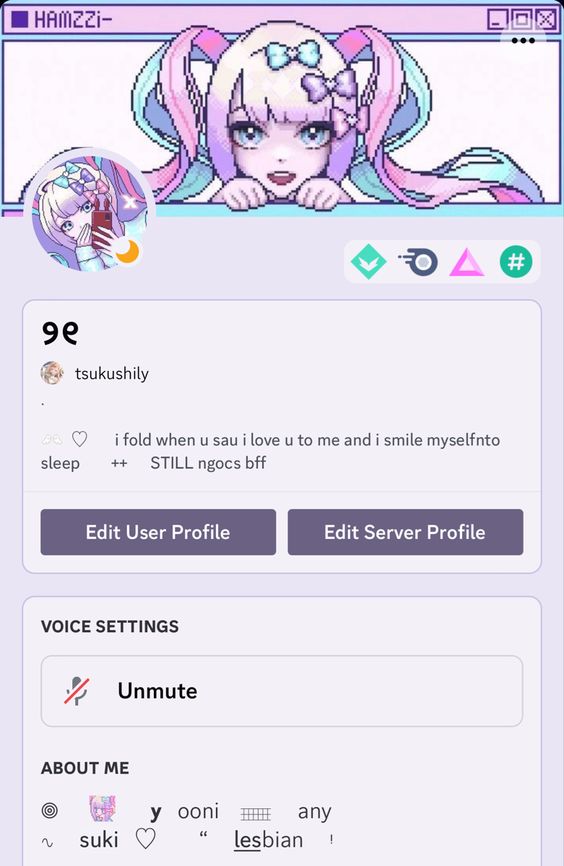 HAMZZi-
୨୧
tsukushily
.
♡ i fold when u sau i love u to me and i smile myselfnto
sleep ++ STILL ngocs bff
Edit User Profile
Edit Server Profile
VOICE SETTINGS
Unmute
ABOUT ME
yooni any
∿ suki ♡ “ lesbian !